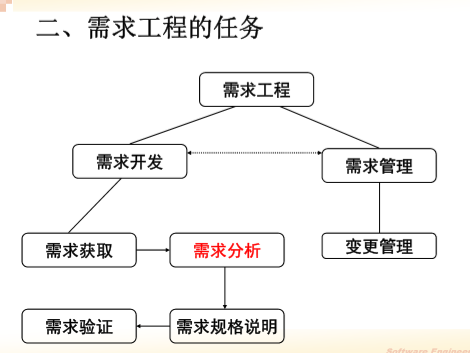 二、需求工程的任务
需求工程
需求开发
需求管理
需求获取
需求分析
变更管理
需求验证
需求规格说明
Software Engineer